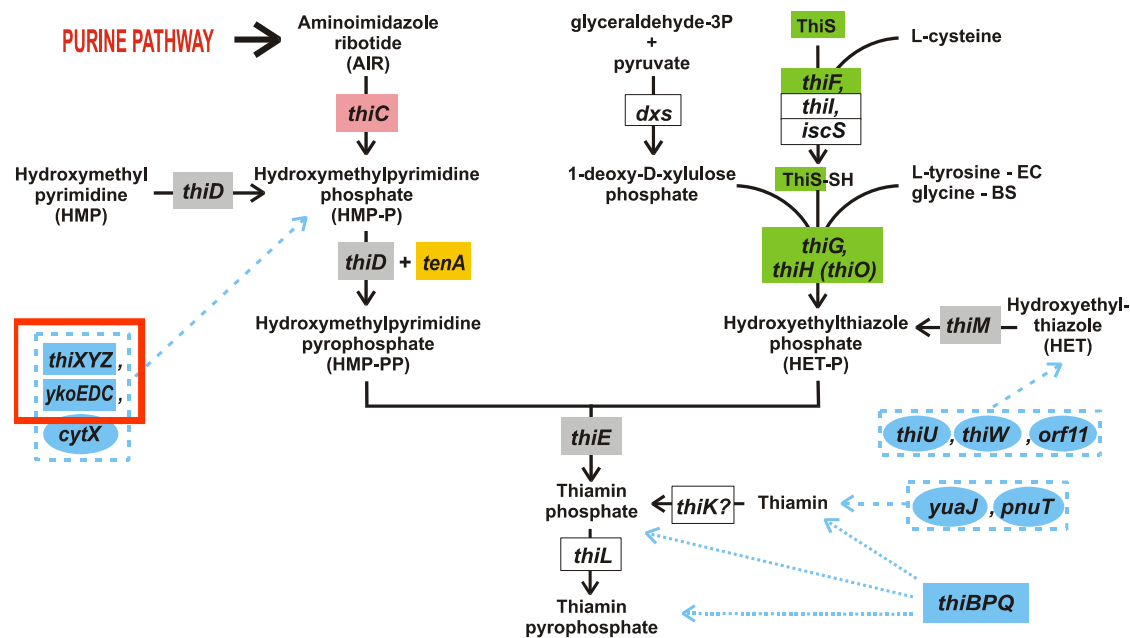 PURINE PATHWAY
Aminoimidazole
ribotide
(AIR)
glyceraldehyde-3P
+
pyruvate
ThiS
L-cysteine
thiC
dxs
thiF,
thiI,
iscS
Hydroxymethyl
pyrimidine
(HMP)
thiD
Hydroxymethylpyrimidine
phosphate
(HMP-P)
1-deoxy-D-xylulose
phosphate
ThiS-SH
L-tyrosine - EC
glycine - BS
thiD + tenA
thiG,
thiH (thiO)
Hydroxymethylpyrimidine
pyrophosphate
(HMP-PP)
Hydroxyethylthiazole
phosphate
(HET-P)
thiM
Hydroxyethyl-
thiazole
(HET)
thiXYZ ,
ykoEDC ,
cytX
thiE
thiU , thiW , orf11
Thiamin
phosphate
thiK?
Thiamin
yuaJ , pnuT
thiL
thiBPQ
Thiamin
pyrophosphate